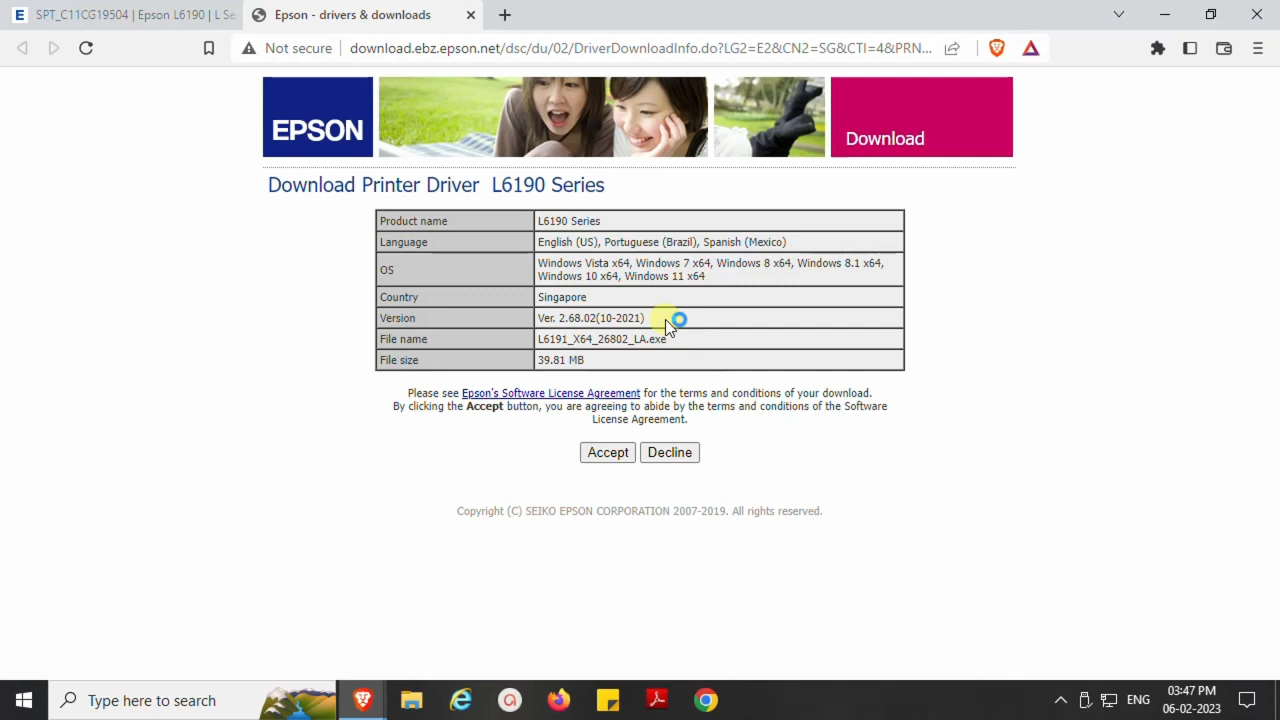 SPT_C11CG19504 | Epson L6190 | L Se
Epson - drivers & downloads
Not secure
download.ebz.epson.net/dsc/du/02/DriverDownloadInfo.do?LG2=E2&CN2=SG&CTI=4&PRN...
EPSON
Download
Download Printer Driver L6190 Series
Product name L6190 Series
Language English (US), Portuguese (Brazil), Spanish (Mexico)
OS Windows Vista x64, Windows 7 x64, Windows 8 x64, Windows 8.1 x64,
Windows 10 x64, Windows 11 x64
Country Singapore
Version Ver. 2.68.02(10-2021)
File name L6191_X64_26802_LA.exe
File size 39.81 MB
Please see Epson's Software License Agreement for the terms and conditions of your download.
By clicking the Accept button, you are agreeing to abide by the terms and conditions of the Software
License Agreement.
Accept Decline
Copyright (C) SEIKO EPSON CORPORATION 2007-2019. All rights reserved.
Type here to search
ENG
03:47 PM
06-02-2023